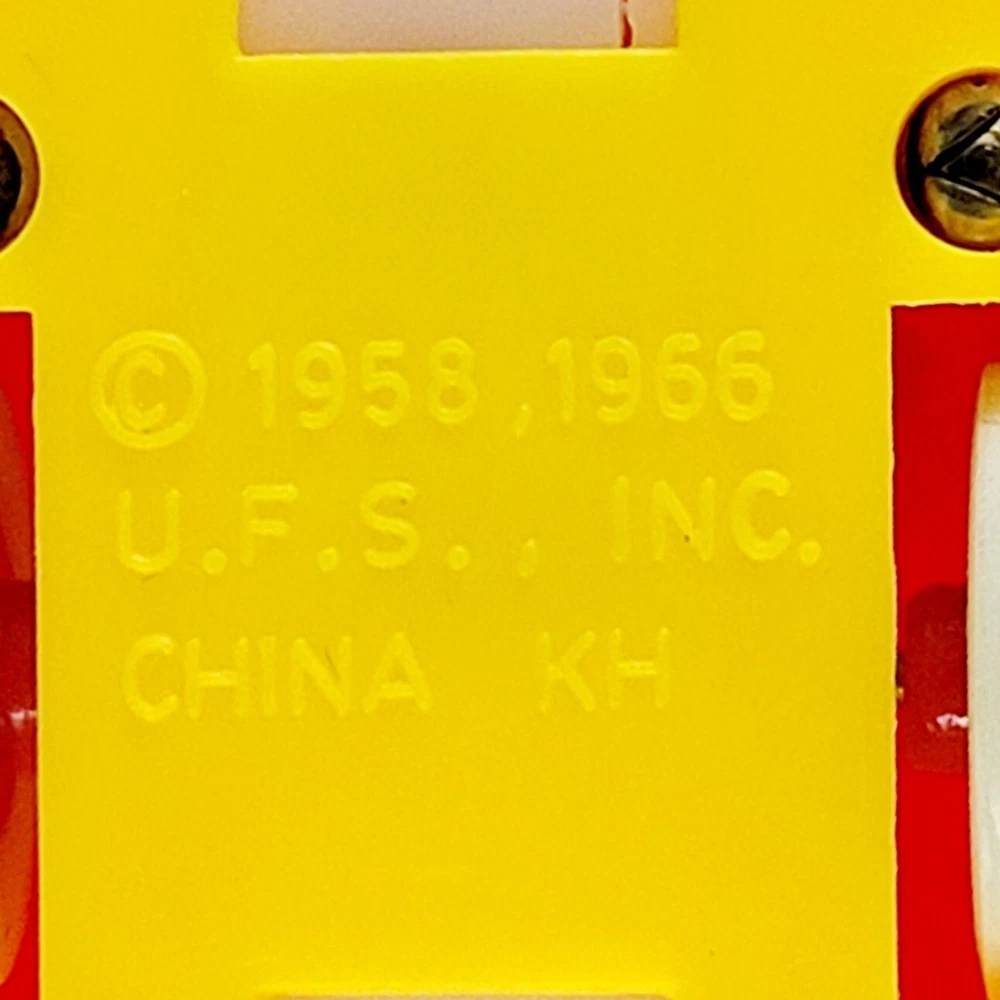 © 1958 ,1966
U.F.S., INC.
CHINA KH